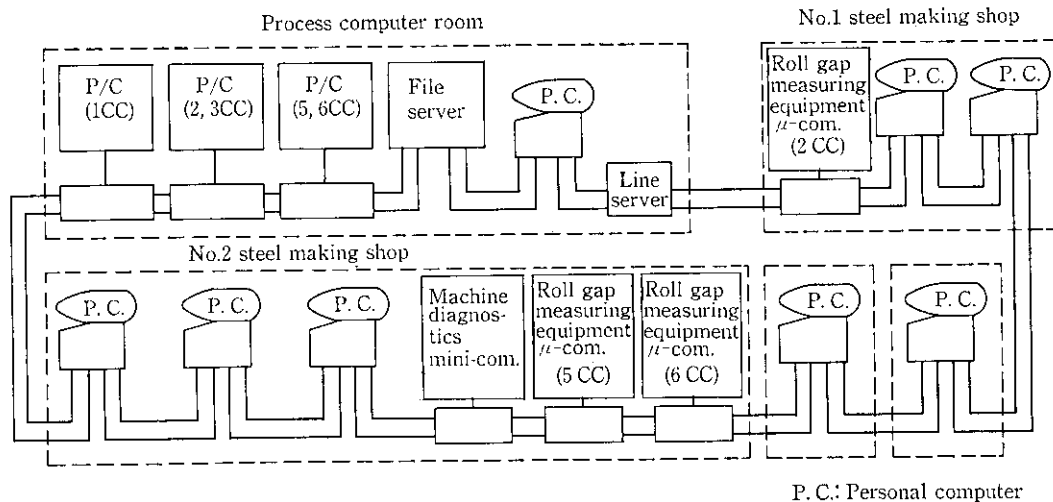 Process computer room
No.1 steel making shop
P/C
(1CC)
P/C
(2, 3CC)
P/C
(5, 6CC)
File
server
P. C.
Line
server
Roll gap
measuring
equipment
μ-com.
(2 CC)
P. C.
P. C.
No.2 steel making shop
P. C.
P. C.
P. C.
Machine
diagnos-
tics
mini-com.
Roll gap
measuring
equipment
μ-com.
(5 CC)
Roll gap
measuring
equipment
μ-com.
(6 CC)
P. C.
P. C.
P. C.: Personal computer